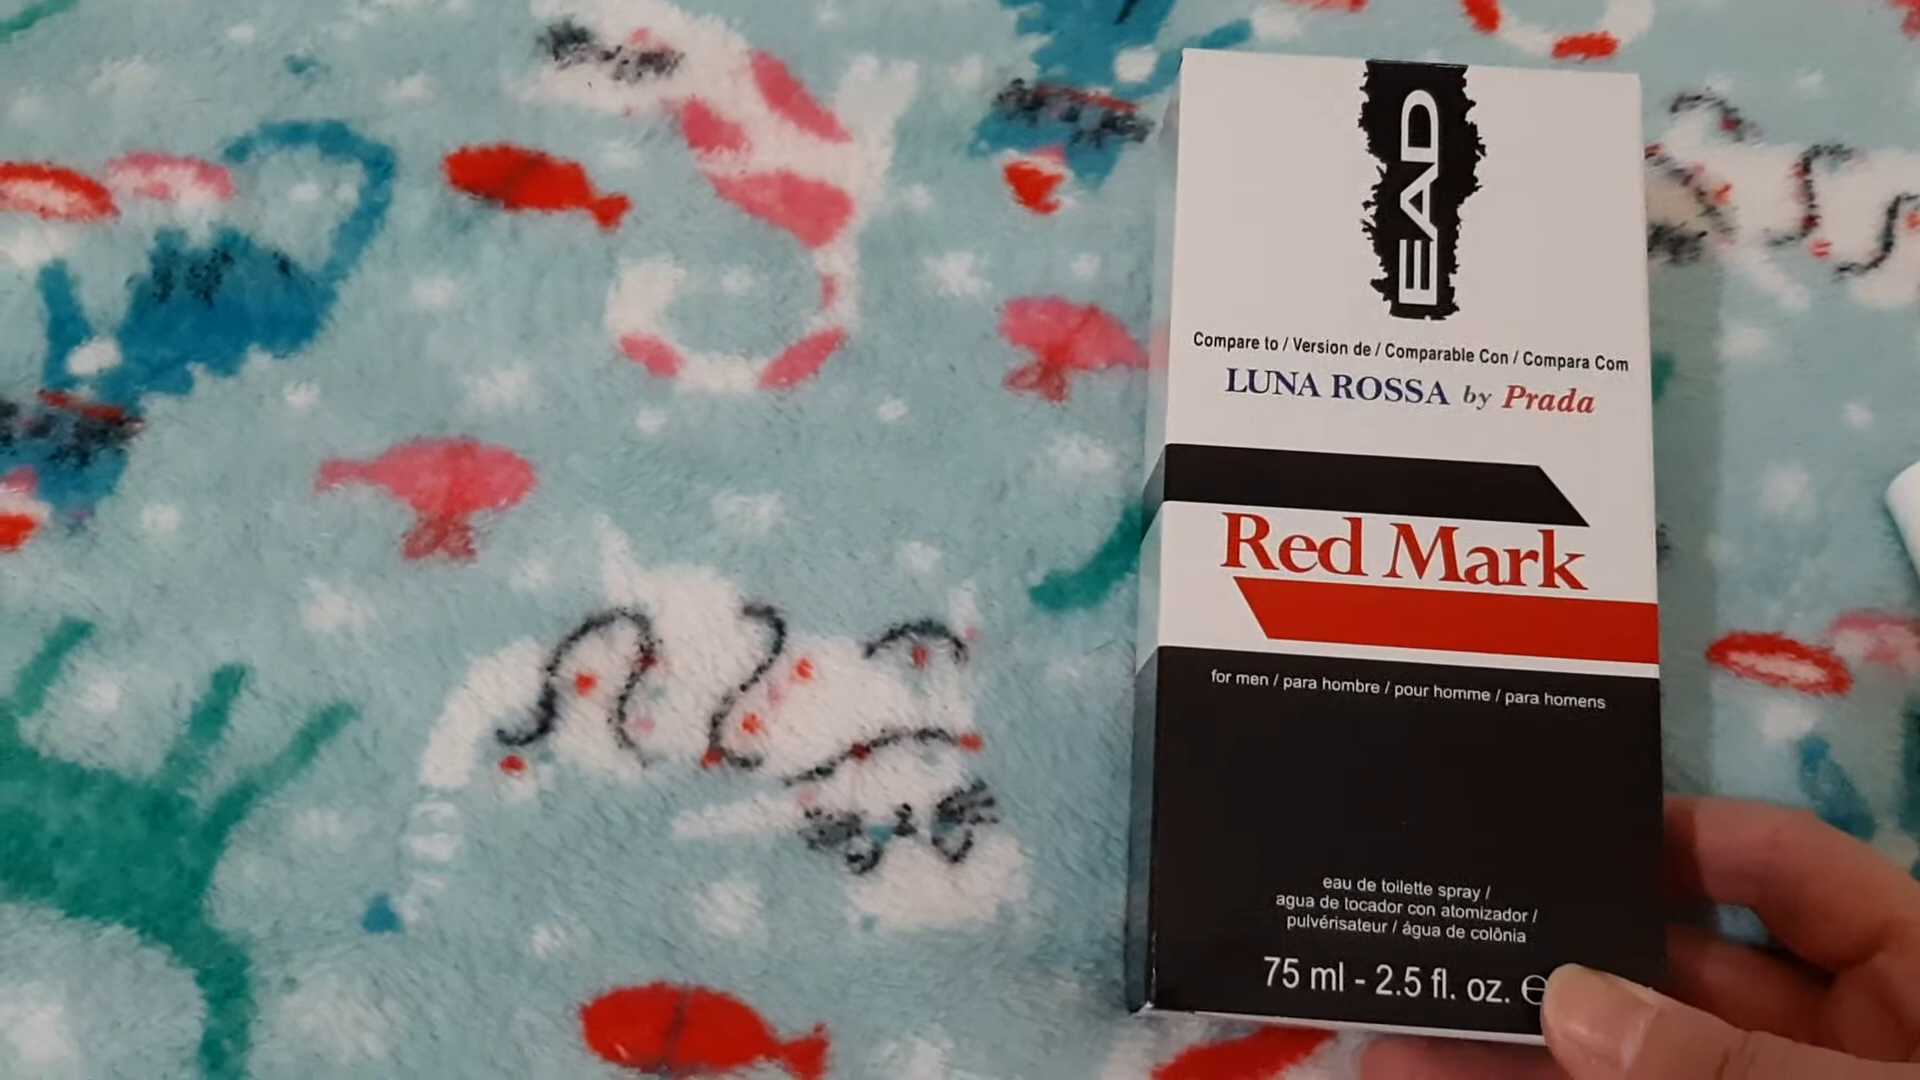 EAD
Compare to / Version de / Comparable Con / Compara Com
LUNA ROSSA by Prada
Red Mark
for men / para hombre / pour homme / para homens
eau de toilette spray /
agua de tocador con atomizador /
pulvérisateur / água de colônia
75 ml - 2.5 fl. oz. ℮